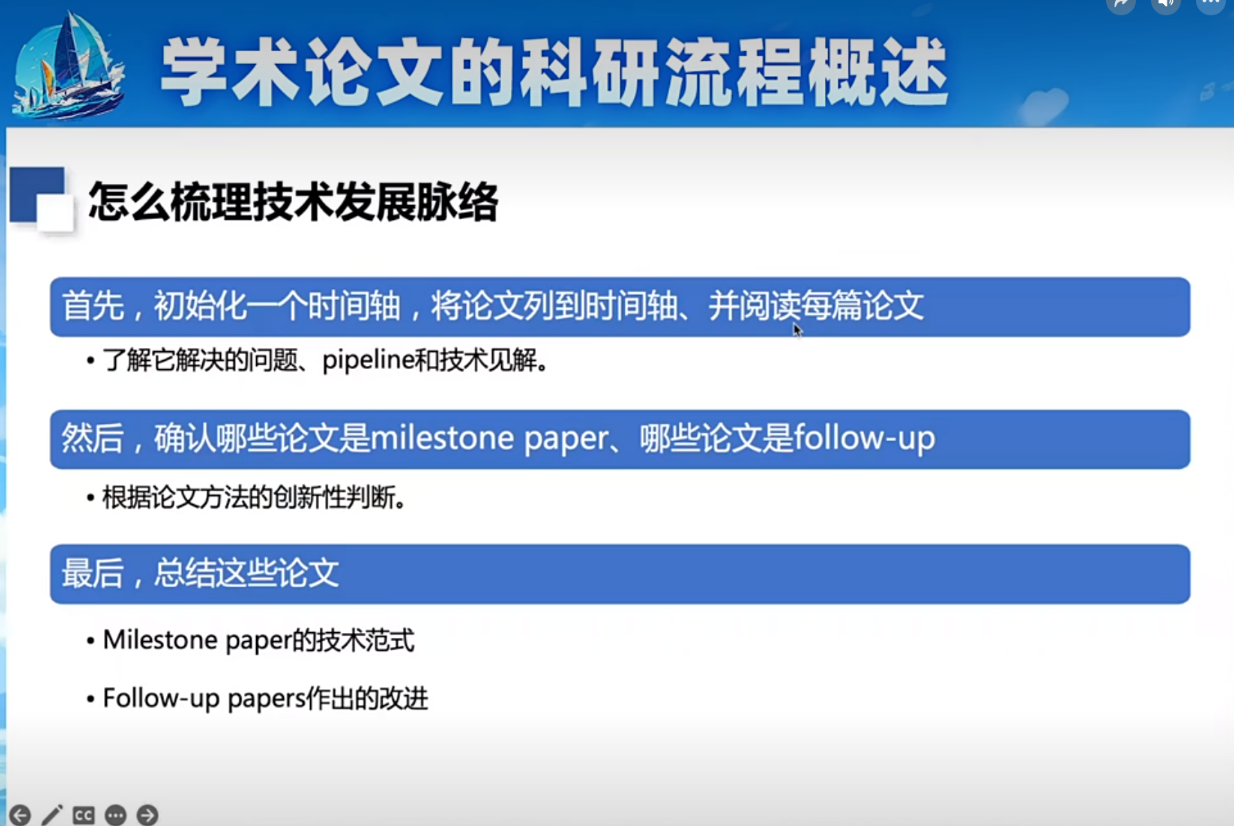 学术论文的科研流程概述
怎么梳理技术发展脉络
首先，初始化一个时间轴，将论文列到时间轴、并阅读每篇论文
• 了解它解决的问题、pipeline和技术见解。
然后，确认哪些论文是milestone paper、哪些论文是follow-up
• 根据论文方法的创新性判断。
最后，总结这些论文
• Milestone paper的技术范式
• Follow-up papers作出的改进
CC